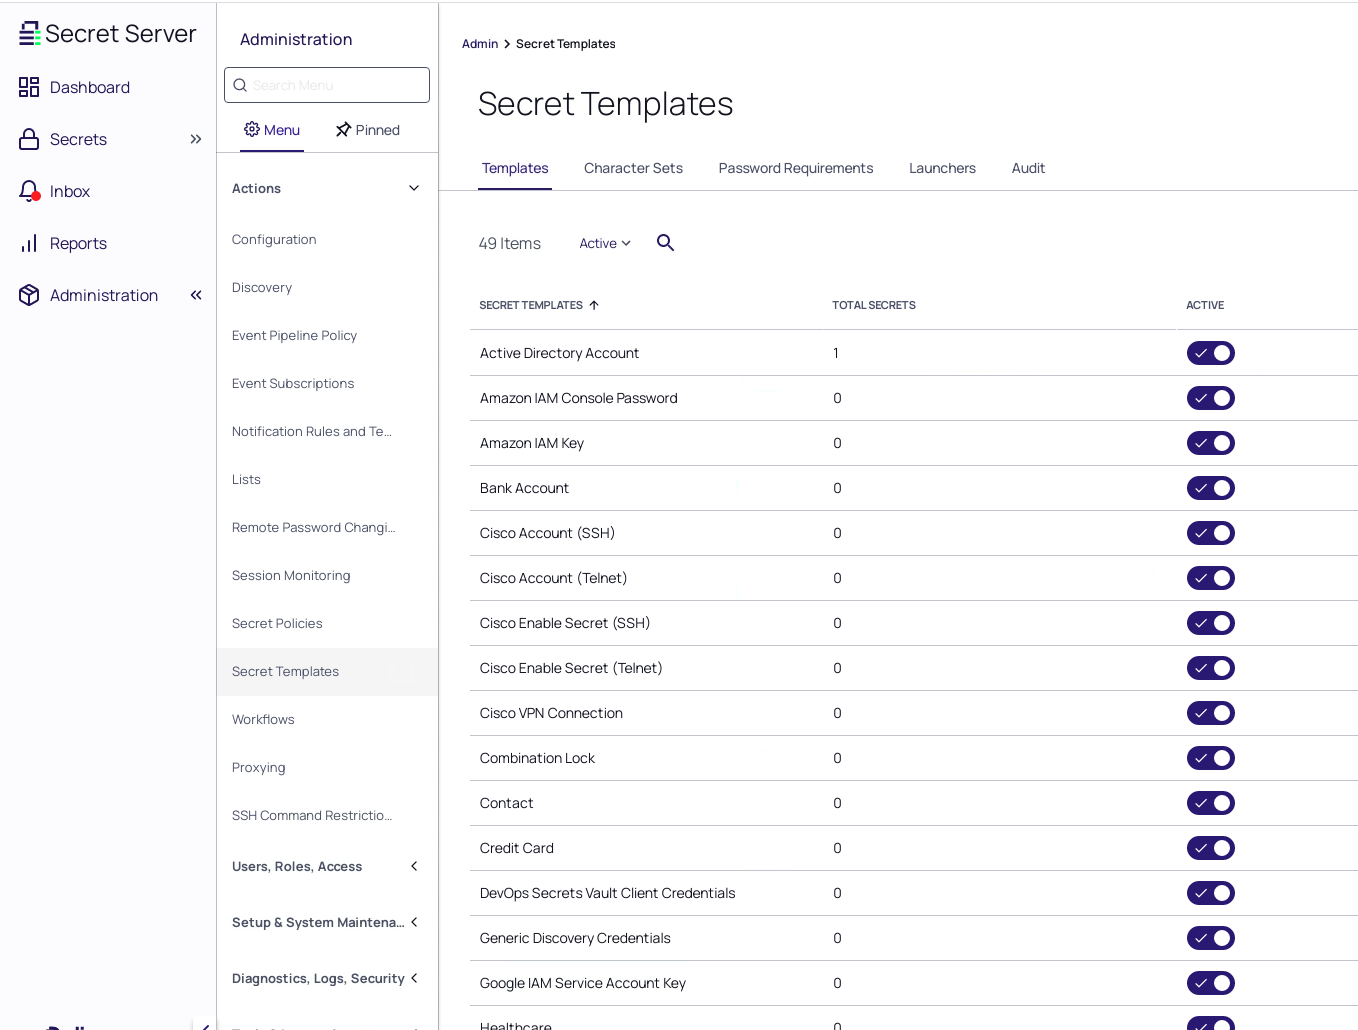 Secret Server
Dashboard
Secrets
Inbox
Reports
Administration
Administration
Search Menu
Menu
Pinned
Actions
Configuration
Discovery
Event Pipeline Policy
Event Subscriptions
Notification Rules and Te...
Lists
Remote Password Changi...
Session Monitoring
Secret Policies
Secret Templates
Workflows
Proxying
SSH Command Restrictio...
Users, Roles, Access
Setup & System Maintena...
Diagnostics, Logs, Security
Admin > Secret Templates
Secret Templates
Templates Character Sets Password Requirements Launchers Audit
49 Items Active
SECRET TEMPLATES TOTAL SECRETS ACTIVE
Active Directory Account 1
Amazon IAM Console Password 0
Amazon IAM Key 0
Bank Account 0
Cisco Account (SSH) 0
Cisco Account (Telnet) 0
Cisco Enable Secret (SSH) 0
Cisco Enable Secret (Telnet) 0
Cisco VPN Connection 0
Combination Lock 0
Contact 0
Credit Card 0
DevOps Secrets Vault Client Credentials 0
Generic Discovery Credentials 0
Google IAM Service Account Key 0
Healthcare 0